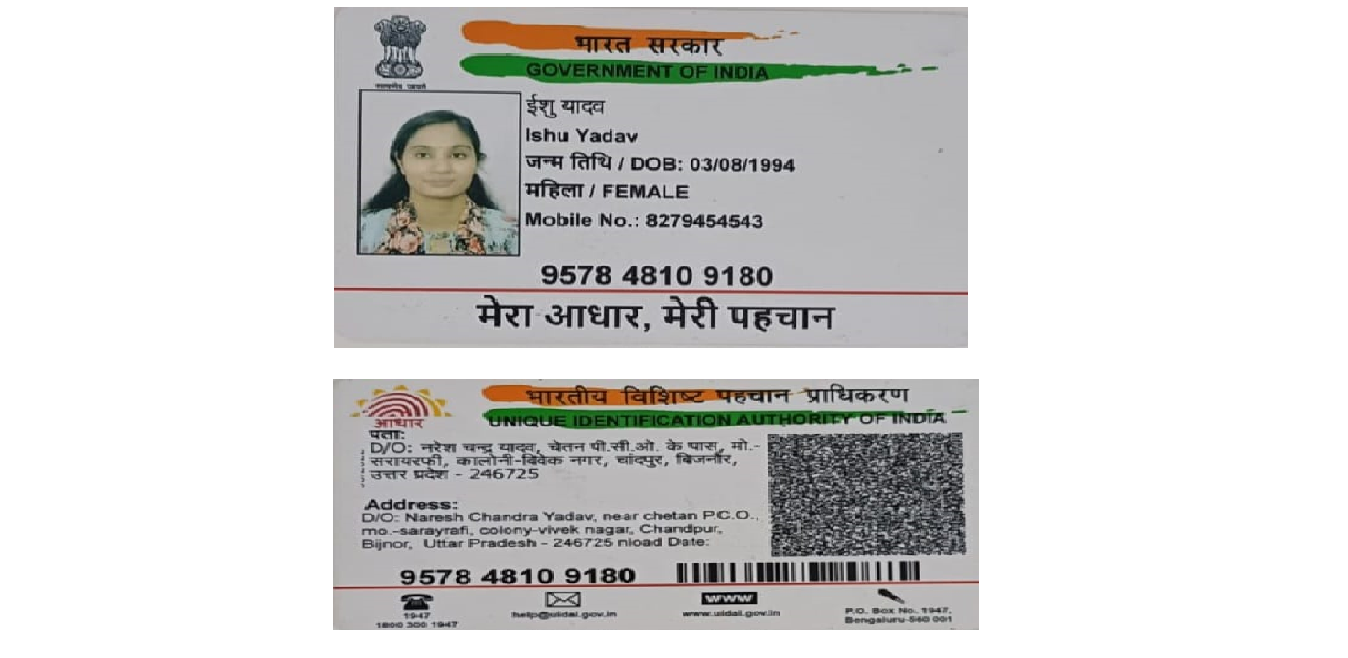 भारत सरकार
GOVERNMENT OF INDIA
सत्यमेव जयते
ईशु यादव
Ishu Yadav
जन्म तिथि / DOB: 03/08/1994
महिला / FEMALE
Mobile No.: 8279454543
9578 4810 9180
मेरा आधार, मेरी पहचान
भारतीय विशिष्ट पहचान प्राधिकरण
UNIQUE IDENTIFICATION AUTHORITY OF INDIA
आधार
पता:
D/O: नरेश चन्द्र यादव, चेतन पी.सी.ओ. के पास, मो.-
सरायरफी, कालोनी-विवेक नगर, चांदपुर, बिजनौर,
उत्तर प्रदेश - 246725
Address:
D/O: Naresh Chandra Yadav, near chetan P.C.O.,
mo.-sarayrafi, colony-vivek nagar, Chandpur,
Bijnor, Uttar Pradesh - 246725 nload Date:
9578 4810 9180
1947
1800 300 1947
help@uidai.gov.in
WWW
www.uidai.gov.in
P.O. Box No. 1947,
Bengaluru-560 001